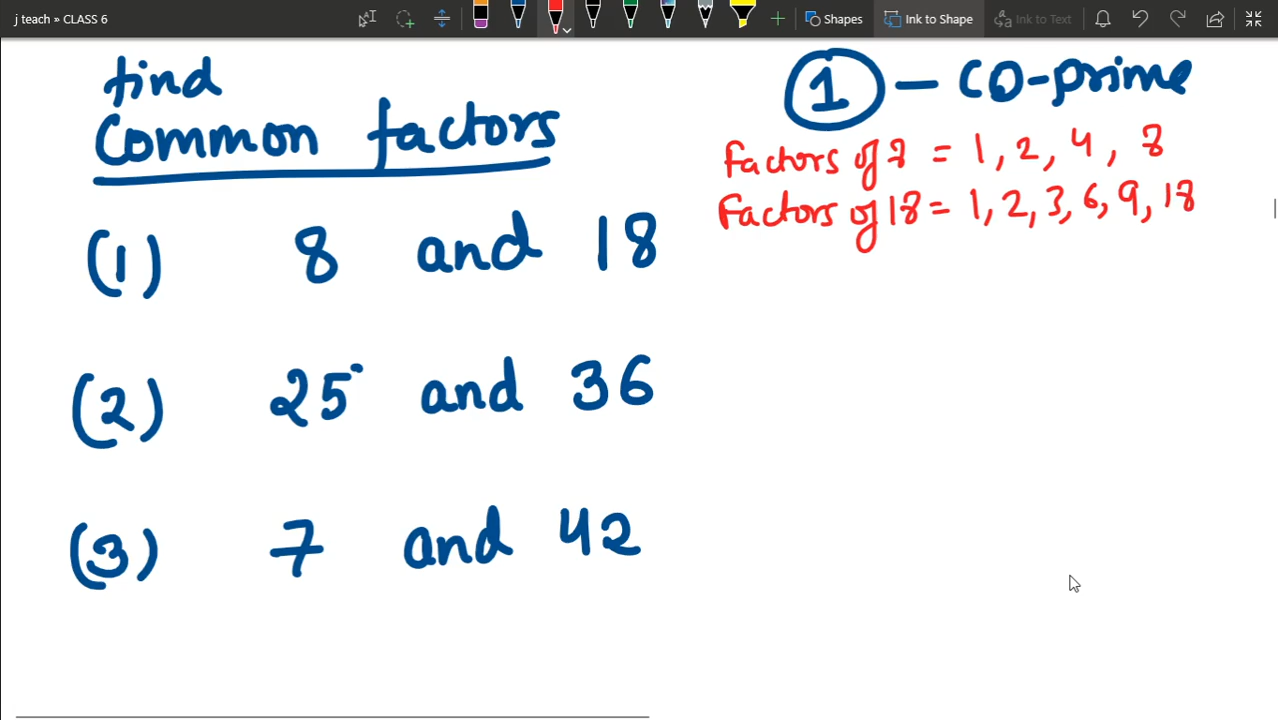 j teach » CLASS 6
Shapes
Ink to Shape
Ink to Text
find
Common factors
(1) 8 and 18
(2) 25 and 36
(3) 7 and 42
1 — CO-prime
Factors of 8 = 1, 2, 4, 8
Factors of 18 = 1, 2, 3, 6, 9, 18